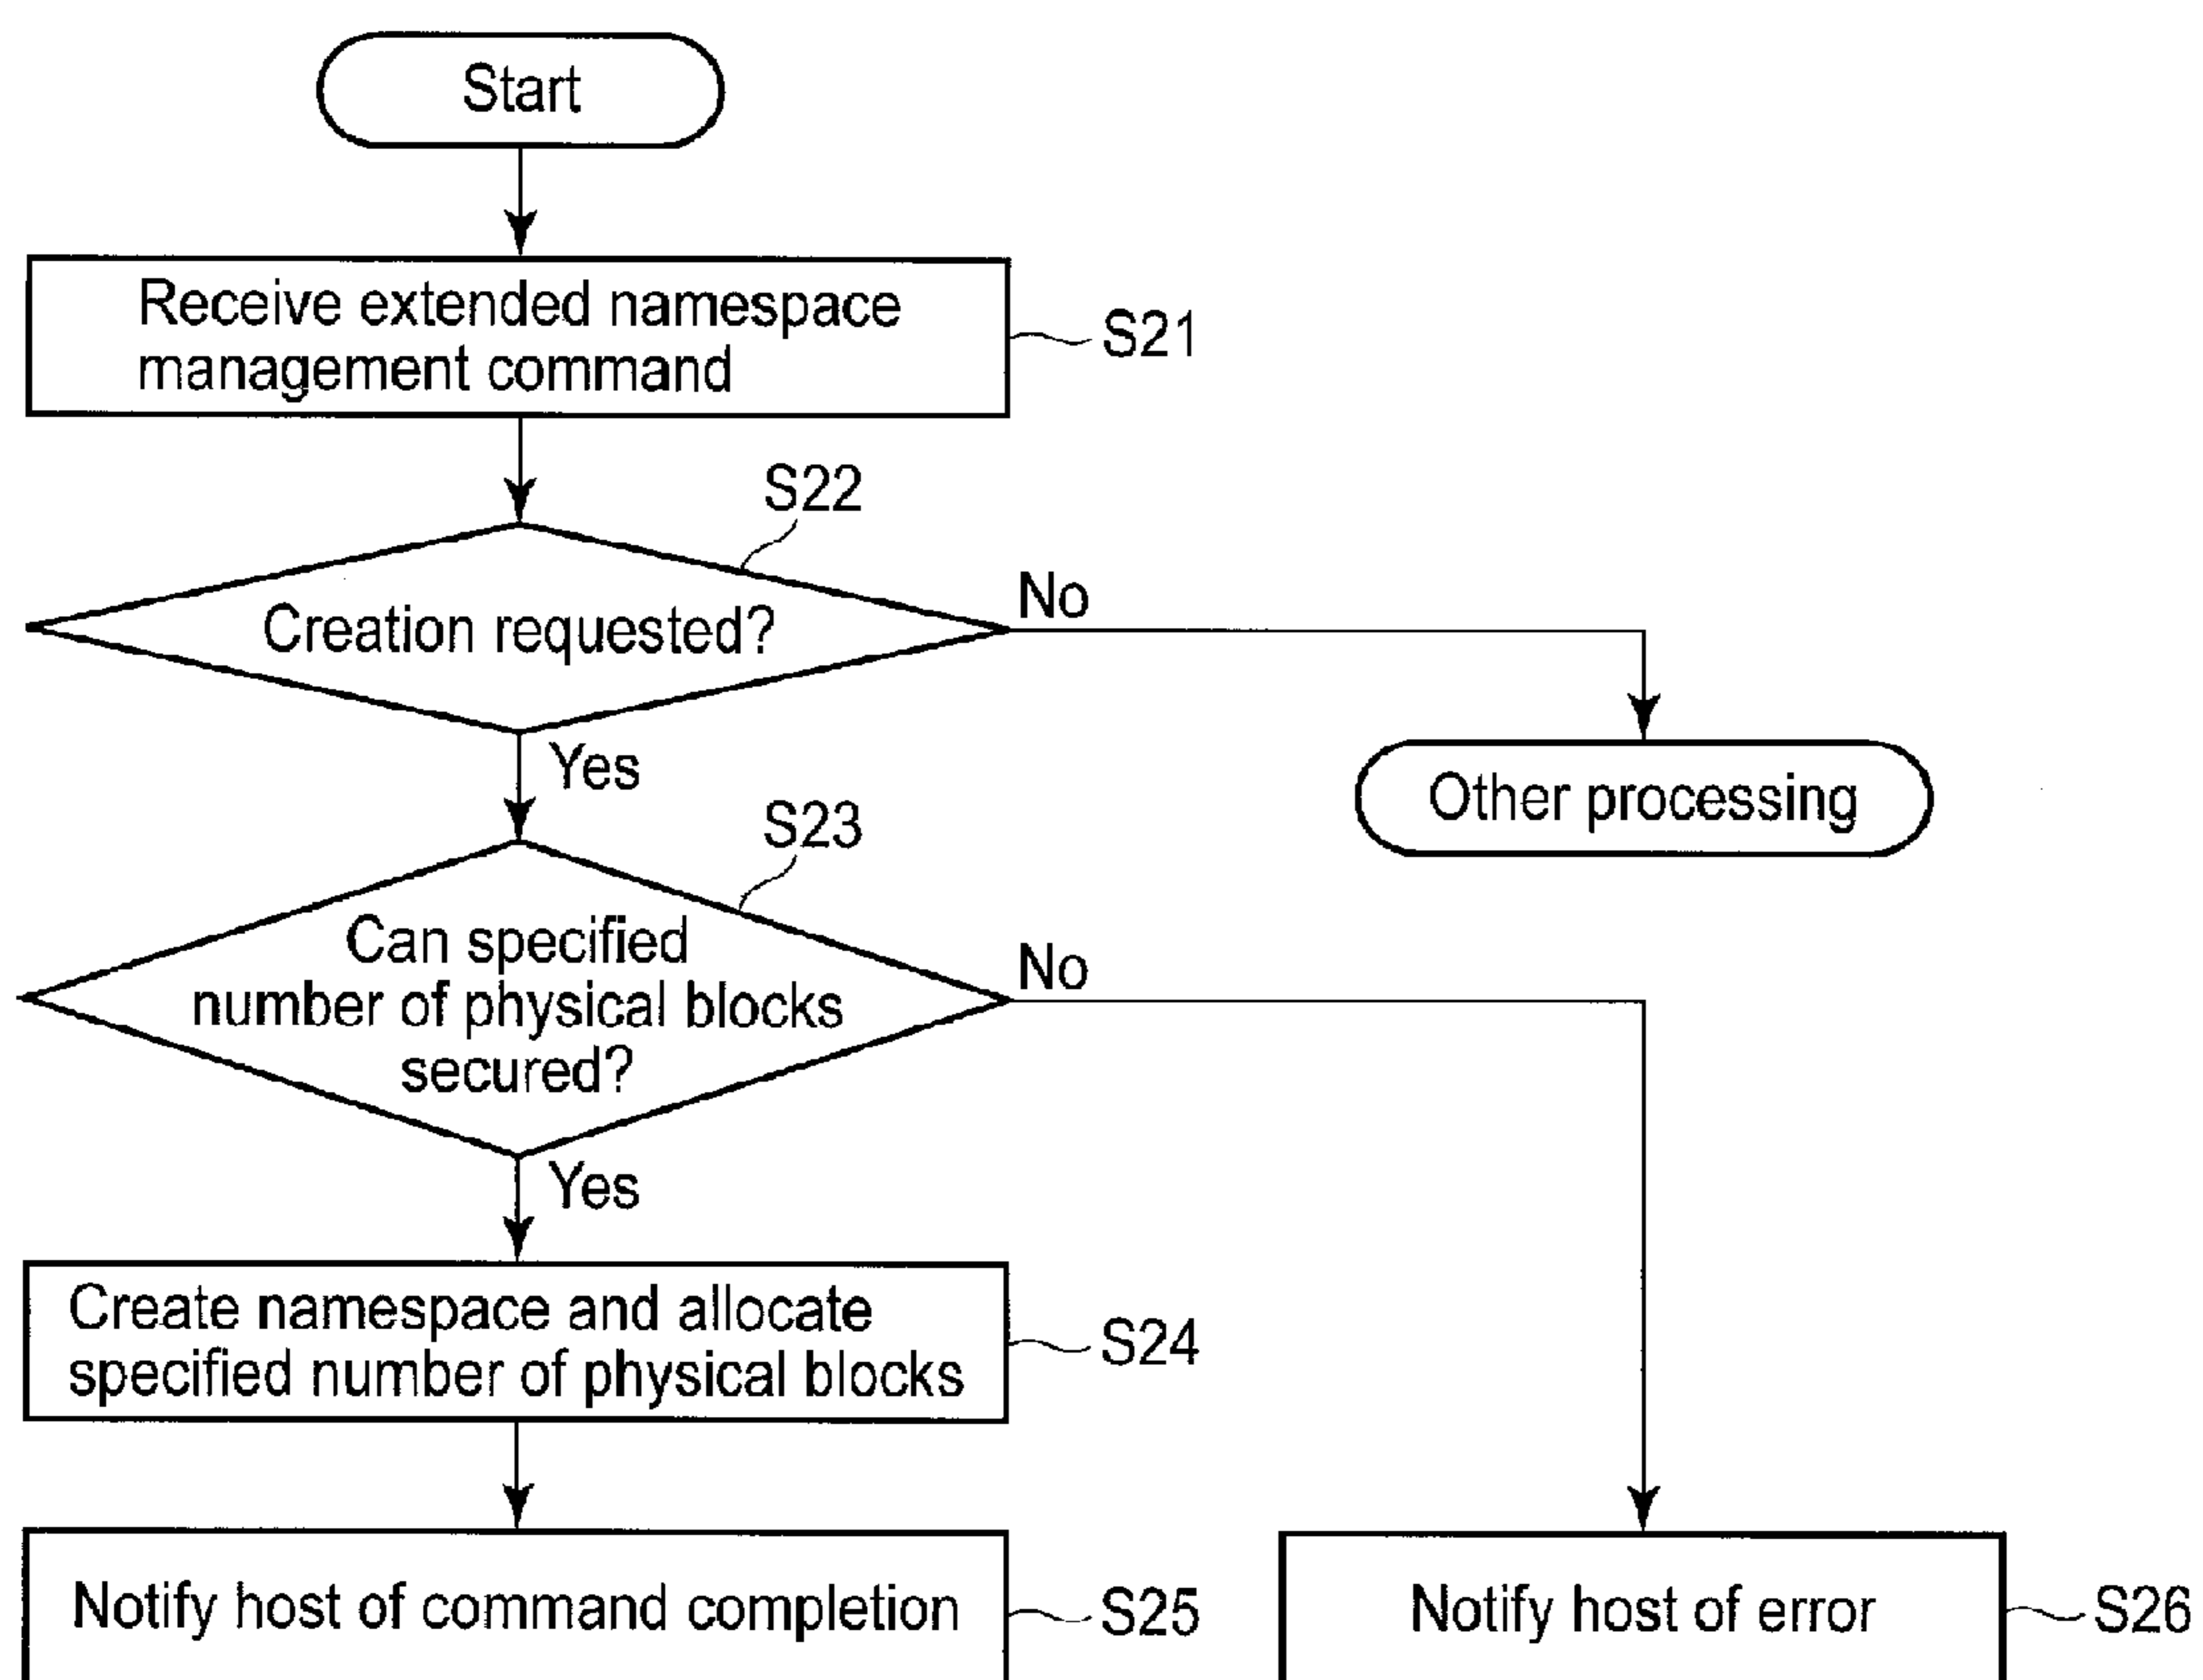 Start
Receive extended namespace
management command
S21
S22
Creation requested?
No
Yes
Other processing
S23
Can specified
number of physical blocks
secured?
No
Yes
Create namespace and allocate
specified number of physical blocks
S24
Notify host of command completion
S25
Notify host of error
S26